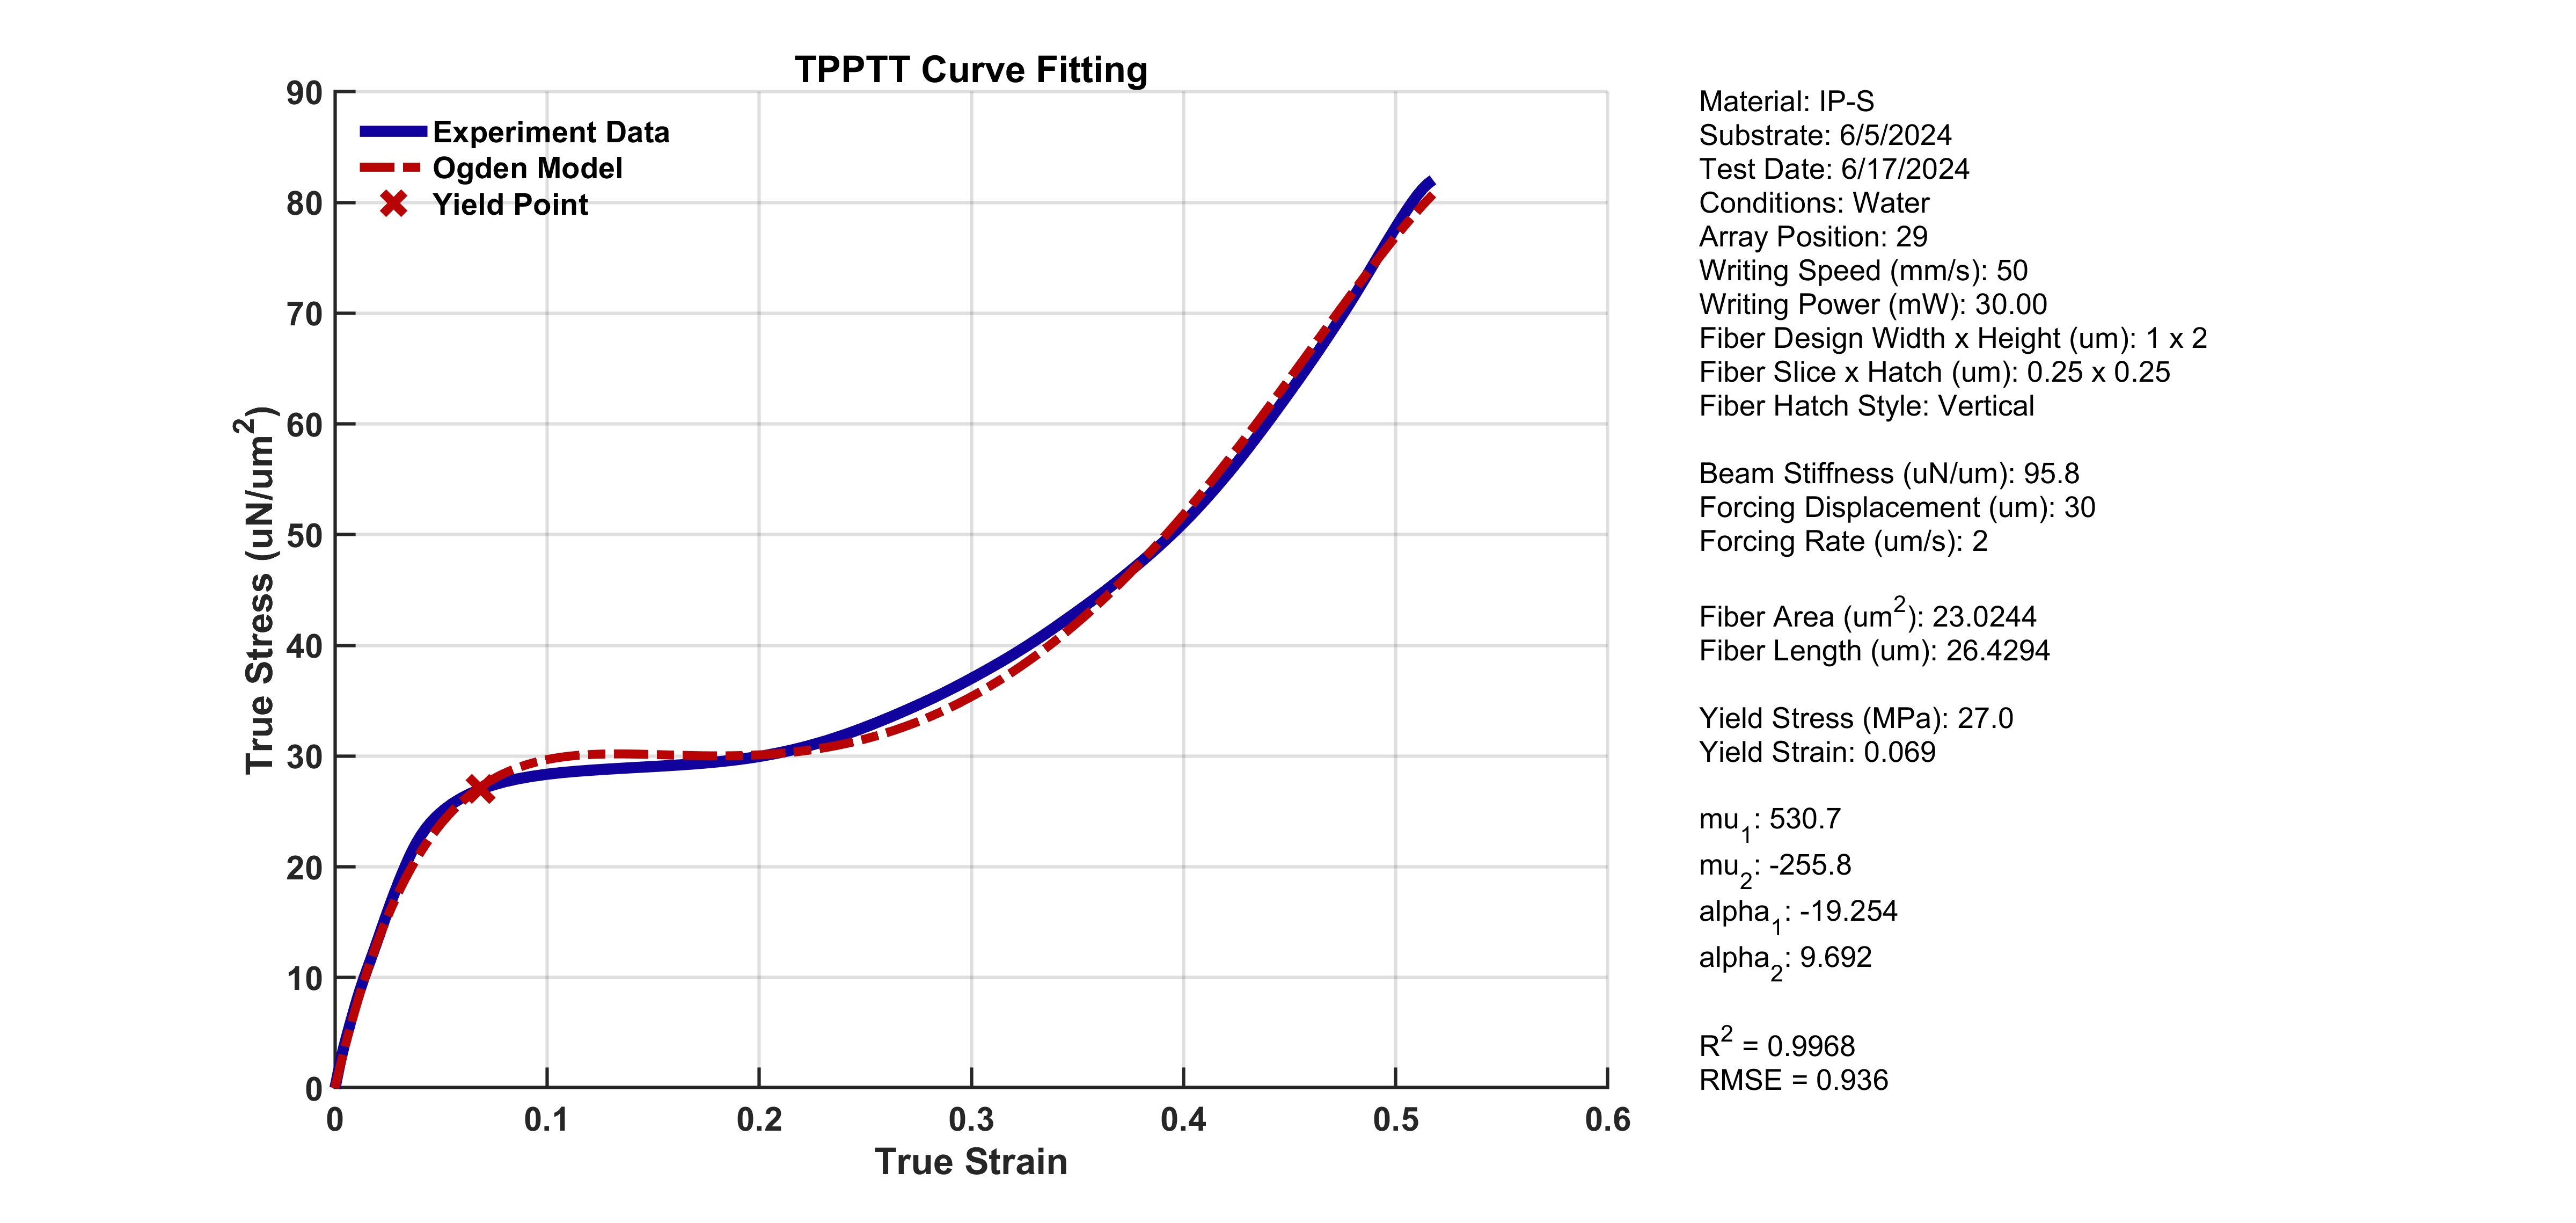 TPPTT Curve Fitting
90
80
70
60
50
40
30
20
10
0
True Stress (uN/um²)
Experiment Data
Ogden Model
Yield Point
0 0.1 0.2 0.3 0.4 0.5 0.6
True Strain
Material: IP-S
Substrate: 6/5/2024
Test Date: 6/17/2024
Conditions: Water
Array Position: 29
Writing Speed (mm/s): 50
Writing Power (mW): 30.00
Fiber Design Width x Height (um): 1 x 2
Fiber Slice x Hatch (um): 0.25 x 0.25
Fiber Hatch Style: Vertical
Beam Stiffness (uN/um): 95.8
Forcing Displacement (um): 30
Forcing Rate (um/s): 2
Fiber Area (um²): 23.0244
Fiber Length (um): 26.4294
Yield Stress (MPa): 27.0
Yield Strain: 0.069
mu₁: 530.7
mu₂: -255.8
alpha₁: -19.254
alpha₂: 9.692
R² = 0.9968
RMSE = 0.936